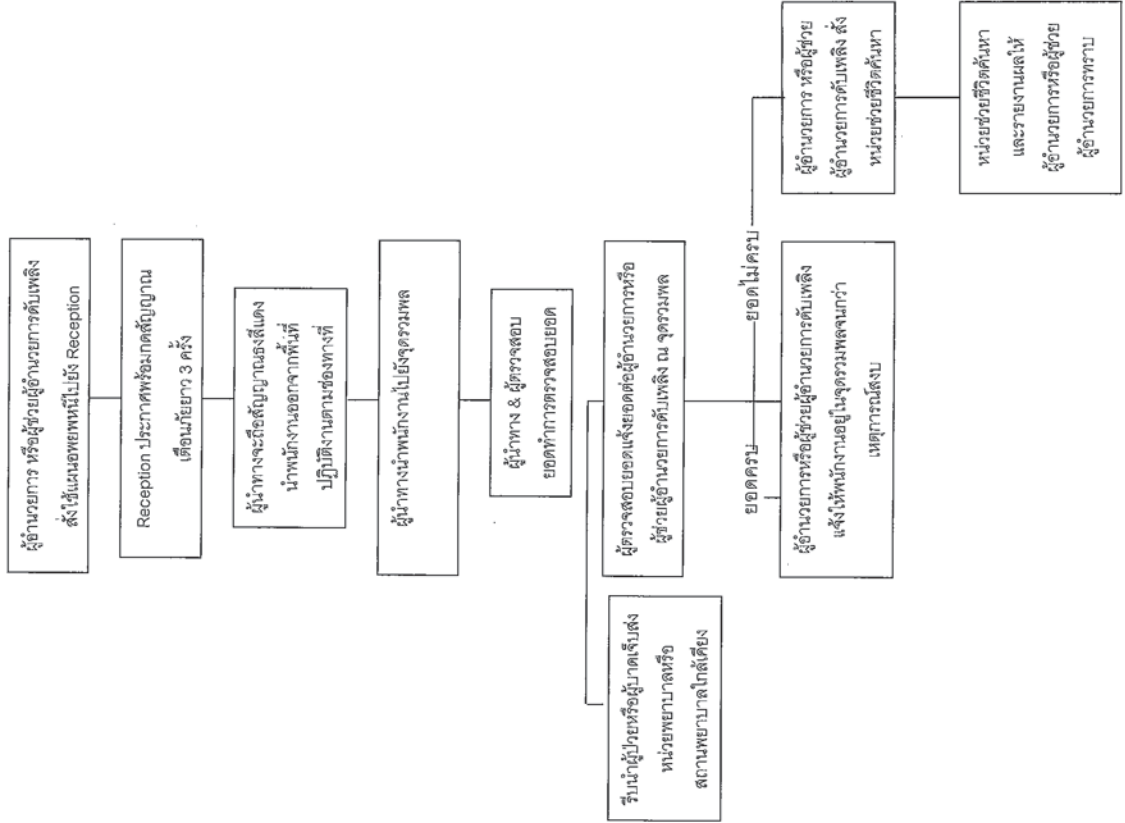 ผู้อำนวยการ หรือผู้ช่วยผู้อำนวยการดับเพลิง
สั่งใช้แผนอพยพหนีไปยัง Reception
Reception ประกาศพร้อมกดสัญญาณ
เตือนภัยยาว 3 ครั้ง
ผู้นำทางจะถือสัญญาณธงสีแดง
นำพนักงานออกจากพื้นที่
ปฏิบัติงานตามช่องทางที่
ผู้นำทางนำพนักงานไปยังจุดรวมพล
ผู้นำทาง & ผู้ตรวจสอบ
ยอดทำการตรวจสอบยอด
รีบนำผู้ป่วยหรือผู้บาดเจ็บส่ง
หน่วยพยาบาลหรือ
สถานพยาบาลใกล้เคียง
ผู้ตรวจสอบยอดแจ้งยอดต่อผู้อำนวยการหรือ
ผู้ช่วยผู้อำนวยการดับเพลิง ณ จุดรวมพล
ยอดครบ
ยอดไม่ครบ
ผู้อำนวยการหรือผู้ช่วยผู้อำนวยการดับเพลิง
แจ้งให้พนักงานอยู่ในจุดรวมพลจนกว่า
เหตุการณ์สงบ
ผู้อำนวยการ หรือผู้ช่วย
ผู้อำนวยการดับเพลิง สั่ง
หน่วยช่วยชีวิตค้นหา
หน่วยช่วยชีวิตค้นหา
และรายงานผลให้
ผู้อำนวยการหรือผู้ช่วย
ผู้อำนวยการทราบ